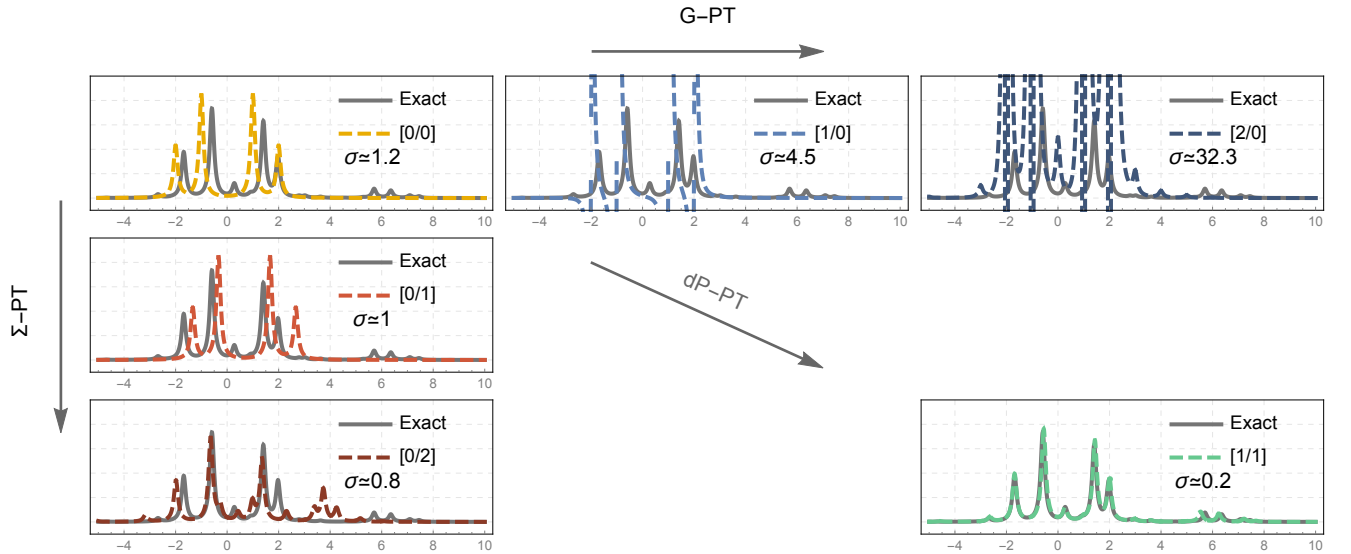 G−PT
Exact
[0/0]
σ≃1.2
−4 −2 0 2 4 6 8 10
Exact
[1/0]
σ≃4.5
−4 −2 0 2 4 6 8 10
Exact
[2/0]
σ≃32.3
−4 −2 0 2 4 6 8 10
Σ−PT
Exact
[0/1]
σ≃1
−4 −2 0 2 4 6 8 10
dP−PT
Exact
[0/2]
σ≃0.8
−4 −2 0 2 4 6 8 10
Exact
[1/1]
σ≃0.2
−4 −2 0 2 4 6 8 10